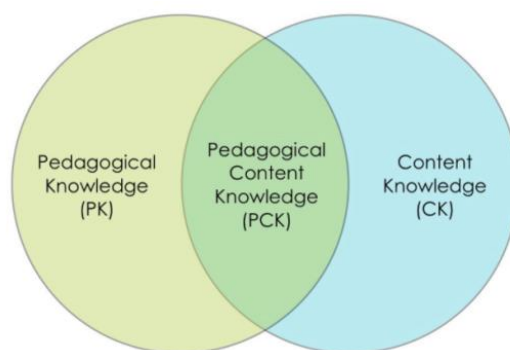 Pedagogical
Knowledge
(PK)
Pedagogical
Content
Knowledge
(PCK)
Content
Knowledge
(CK)